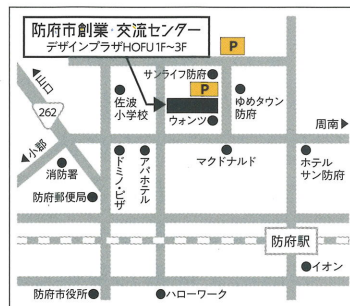 防府市創業・交流センター
デザインプラザHOFU 1F~3F
P
サンライフ防府
P
山口
262
佐波
小学校
ウォンツ
ゆめタウン
防府
周南
小郡
消防署
防府郵便局
ドミノ・ピザ
アパホテル
マクドナルド
ホテル
サン防府
防府駅
イオン
防府市役所
ハローワーク